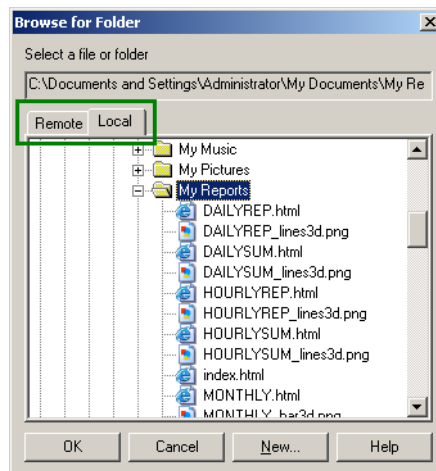 Browse for Folder
Select a file or folder
C:\Documents and Settings\Administrator\My Documents\My Re
Remote Local
My Music
My Pictures
My Reports
DAILYREP.html
DAILYREP_lines3d.png
DAILYSUM.html
DAILYSUM_lines3d.png
HOURLYREP.html
HOURLYREP_lines3d.png
HOURLYSUM.html
HOURLYSUM_lines3d.png
index.html
MONTHLY.html
MONTHLY_bar3d.png
OK Cancel New... Help